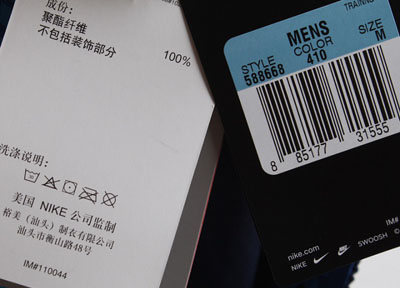 成份:
聚酯纤维
不包括装饰部分
100%
洗涤说明:
美国 NIKE 公司监制
裕美(汕头)制衣有限公司
汕头市衡山路48号
IM#110044
TRAINING
MENS
SIZE
STYLE
COLOR
M
588668
410
8 85177 31555
IM#
nike.com
NIKE
SWOOSH